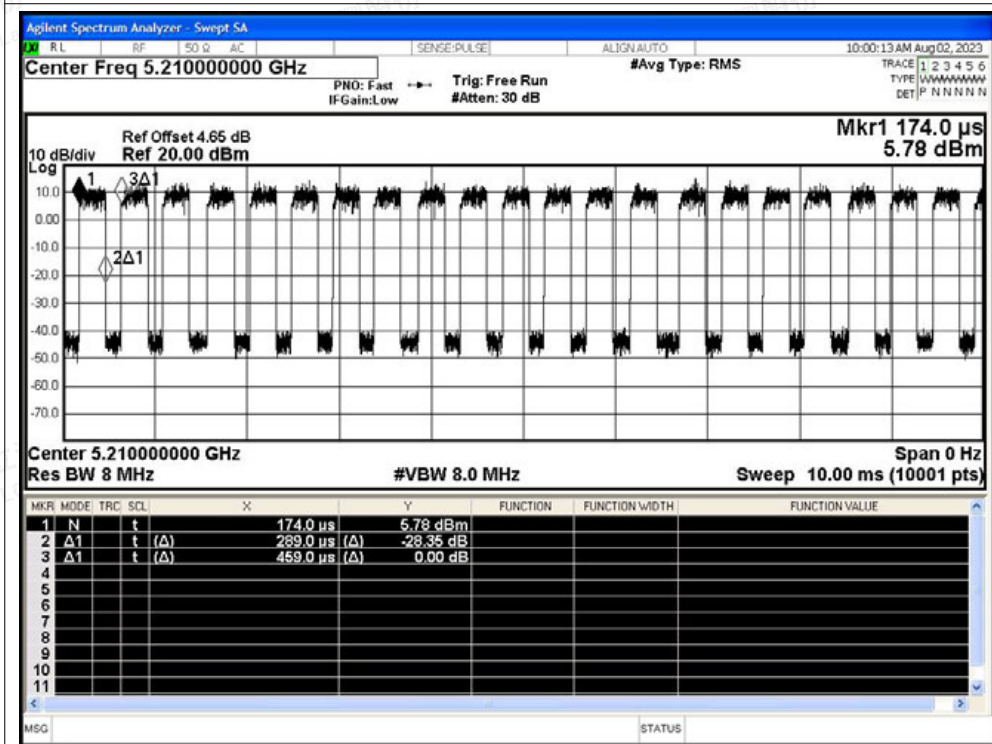 Agilent Spectrum Analyzer - Swept SA
RL RF 50 Ω AC SENSE:PULSE ALIGN AUTO 10:00:13 AM Aug 02, 2023
Center Freq 5.210000000 GHz #Avg Type: RMS TRACE 1 2 3 4 5 6
PNO: Fast Trig: Free Run TYPE WWWWWW
IFGain:Low #Atten: 30 dB DET P N N N N N
Mkr1 174.0 µs
Ref Offset 4.65 dB
10 dB/div Ref 20.00 dBm 5.78 dBm
Log
1 3Δ1
10.0
0.00
-10.0
2Δ1
-20.0
-30.0
-40.0
-50.0
-60.0
-70.0
Center 5.210000000 GHz Span 0 Hz
Res BW 8 MHz #VBW 8.0 MHz Sweep 10.00 ms (10001 pts)
MKR MODE TRC SCL X Y FUNCTION FUNCTION WIDTH FUNCTION VALUE
1 N t 174.0 µs 5.78 dBm
2 Δ1 t (Δ) 289.0 µs (Δ) -28.35 dB
3 Δ1 t (Δ) 459.0 µs (Δ) 0.00 dB
4
5
6
7
8
9
10
11
MSG STATUS